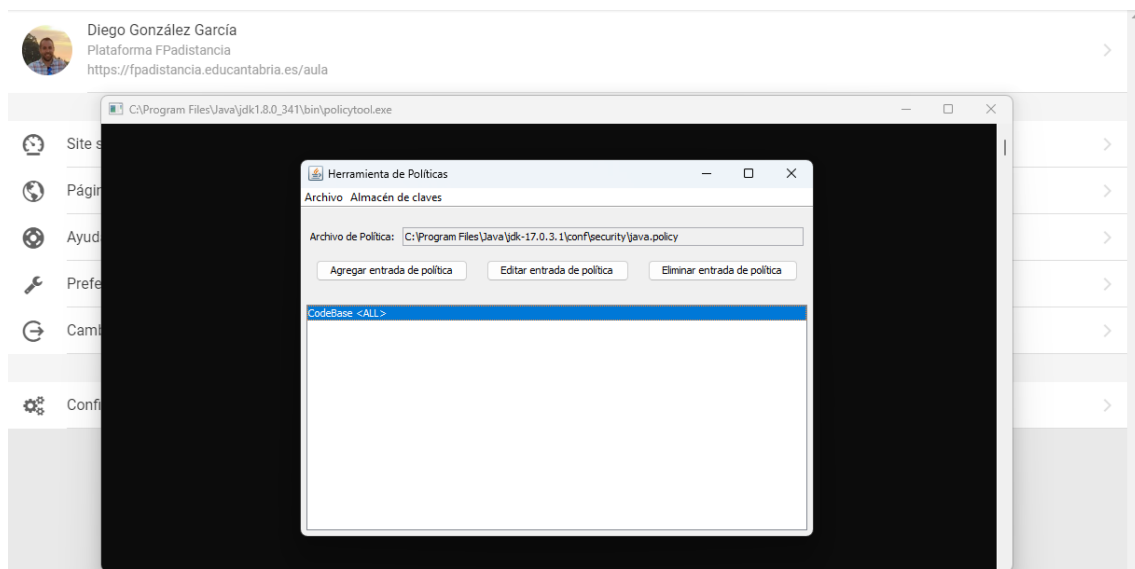 Diego González García
Plataforma FPadistancia
https://fpadistancia.educantabria.es/aula
C:\Program Files\Java\jdk1.8.0_341\bin\policytool.exe
Site s
Págin
Ayud
Prefe
Camb
Confi
Herramienta de Políticas
Archivo Almacén de claves
Archivo de Política: C:\Program Files\Java\jdk-17.0.3.1\conf\security\java.policy
Agregar entrada de política Editar entrada de política Eliminar entrada de política
CodeBase <ALL>